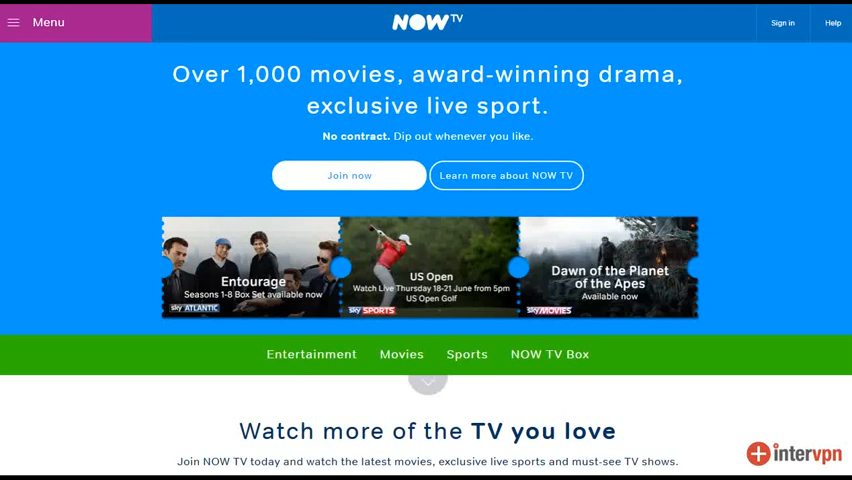 Menu
NOW TV
Sign in
Help
Over 1,000 movies, award-winning drama,
exclusive live sport.
No contract. Dip out whenever you like.
Join now
Learn more about NOW TV
Entourage
Seasons 1-8 Box Set available now
sky ATLANTIC
US Open
Watch Live Thursday 18-21 June from 5pm
US Open Golf
sky SPORTS
Dawn of the Planet
of the Apes
Available now
sky MOVIES
Entertainment
Movies
Sports
NOW TV Box
Watch more of the TV you love
Join NOW TV today and watch the latest movies, exclusive live sports and must-see TV shows.
intervpn